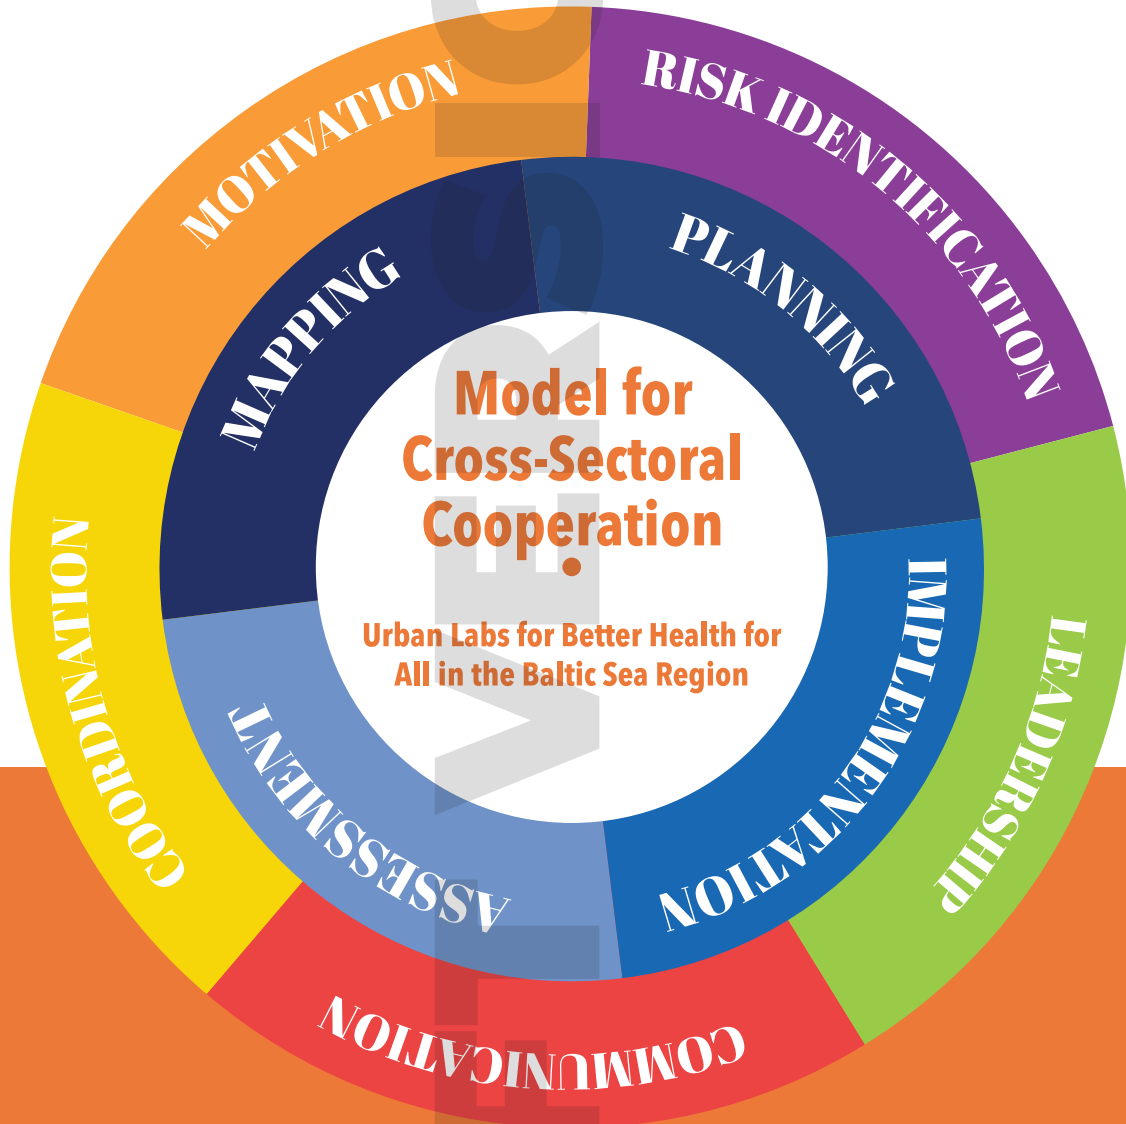 MOTIVATION
RISK IDENTIFICATION
MAPPING
PLANNING
Model for
Cross-Sectoral
Cooperation
•
Urban Labs for Better Health for
All in the Baltic Sea Region
COORDINATION
ASSESSMENT
IMPLEMENTATION
LEADERSHIP
COMMUNICATION